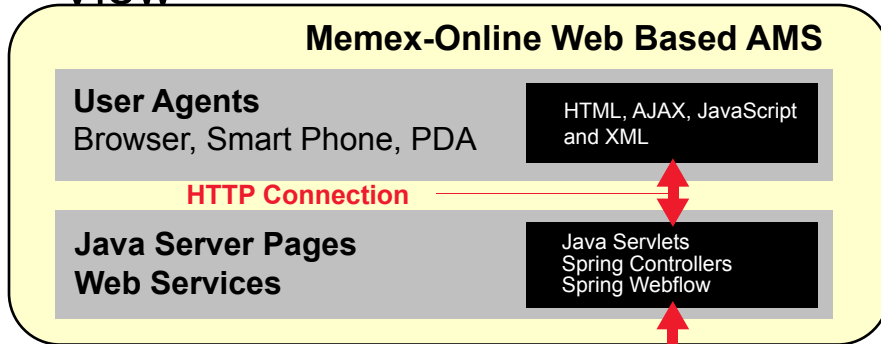 View
Memex-Online Web Based AMS
User Agents
Browser, Smart Phone, PDA
HTML, AJAX, JavaScript
and XML
HTTP Connection
Java Server Pages
Web Services
Java Servlets
Spring Controllers
Spring Webflow